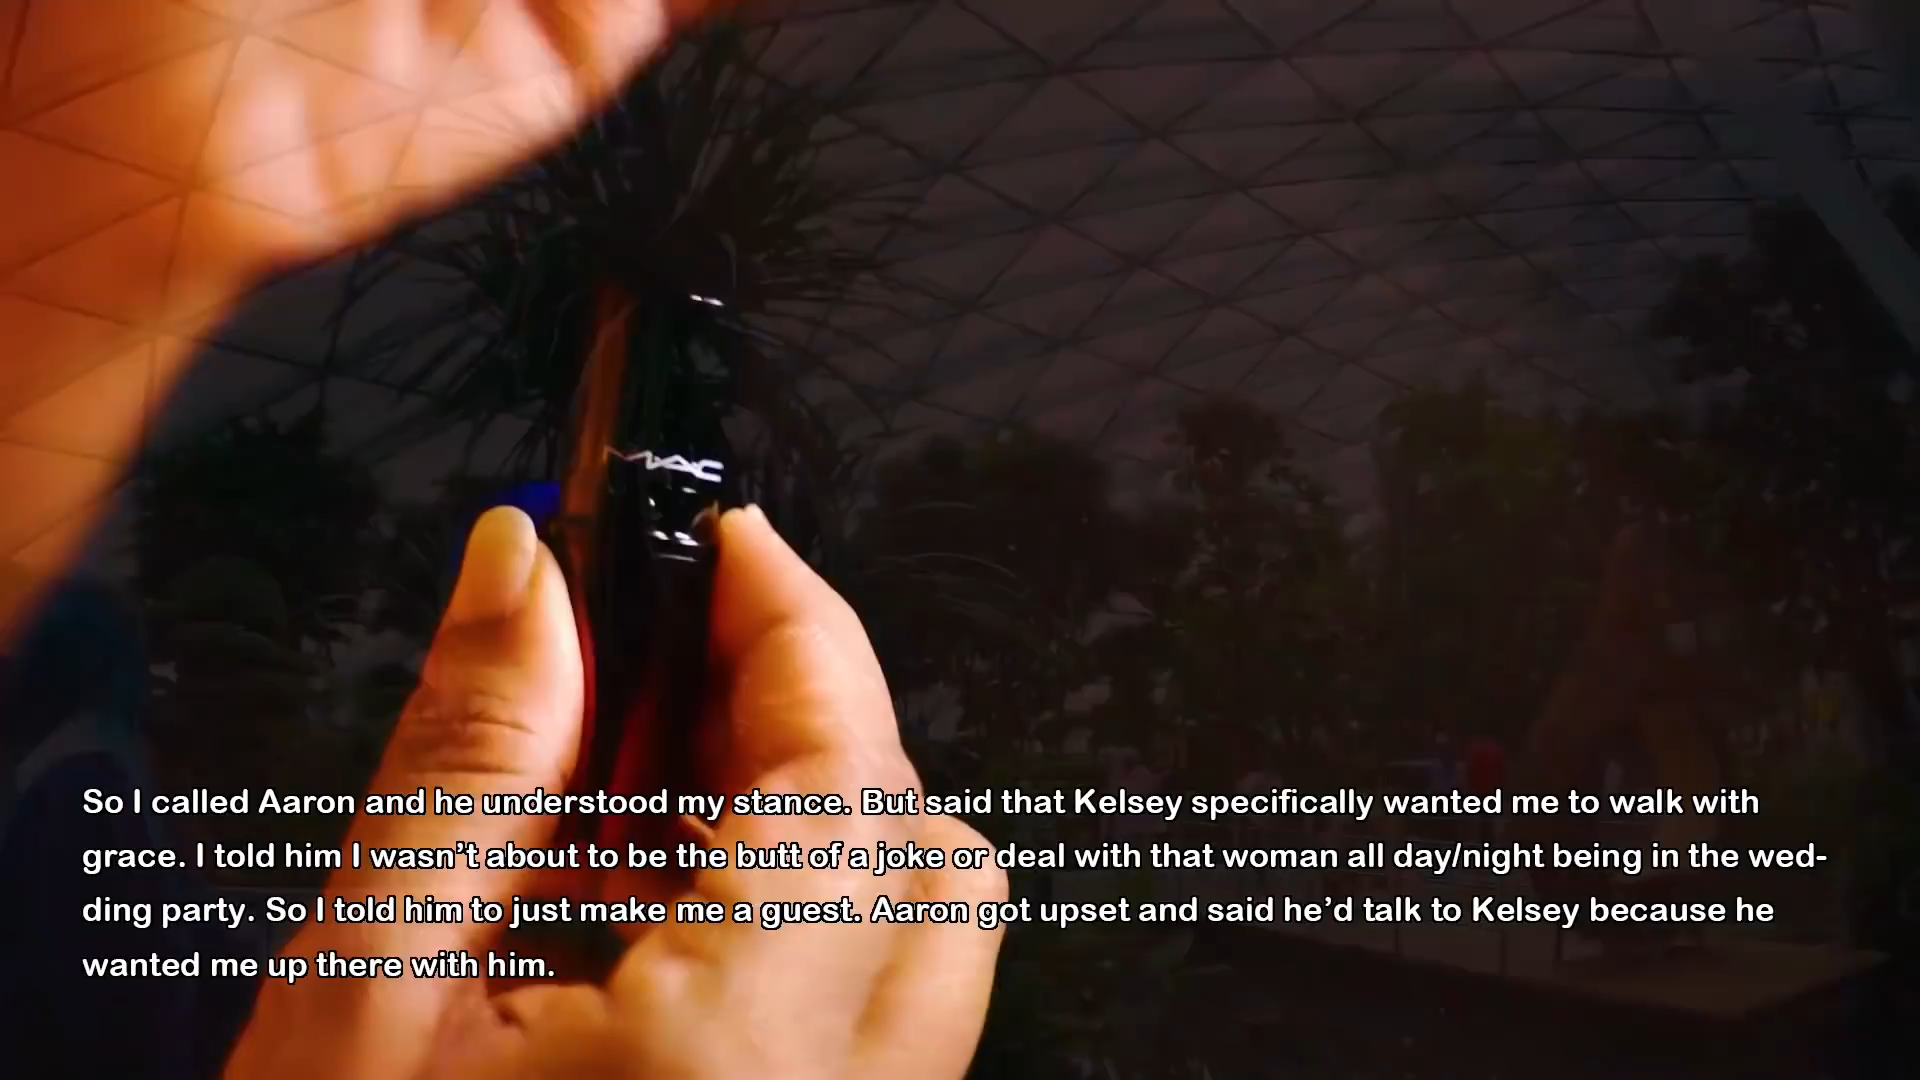 MAC
So I called Aaron and he understood my stance. But said that Kelsey specifically wanted me to walk with
grace. I told him I wasn’t about to be the butt of a joke or deal with that woman all day/night being in the wed-
ding party. So I told him to just make me a guest. Aaron got upset and said he’d talk to Kelsey because he
wanted me up there with him.